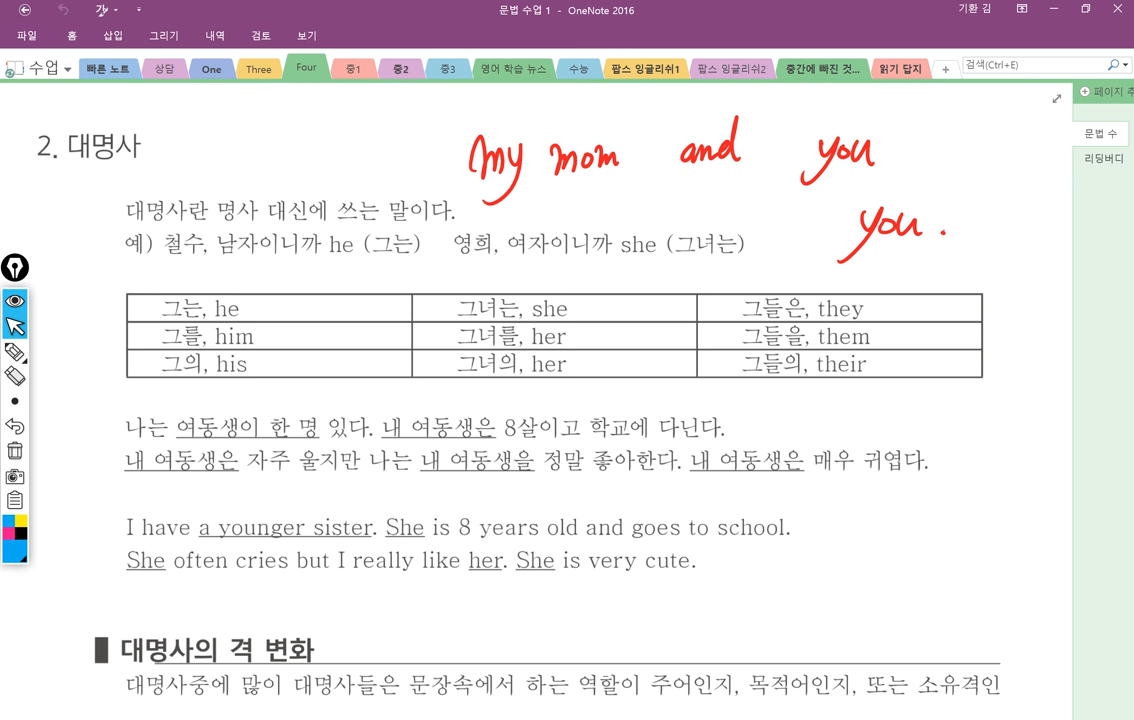 문법 수업 1 - OneNote 2016
기환 김
파일 홈 삽입 그리기 내역 검토 보기
수업 빠른 노트 상담 One Three Four 중1 중2 중3 영어 학습 뉴스 수능 팝스 잉글리쉬1 팝스 잉글리쉬2 중간에 빠진 것... 읽기 답지 + 검색(Ctrl+E)
페이지 추
문법 수
리딩버디
2. 대명사
my mom and you
you.
대명사란 명사 대신에 쓰는 말이다.
예) 철수, 남자이니까 he (그는) 영희, 여자이니까 she (그녀는)
그는, he 그녀는, she 그들은, they
그를, him 그녀를, her 그들을, them
그의, his 그녀의, her 그들의, their
나는 여동생이 한 명 있다. 내 여동생은 8살이고 학교에 다닌다.
내 여동생은 자주 울지만 나는 내 여동생을 정말 좋아한다. 내 여동생은 매우 귀엽다.
I have a younger sister. She is 8 years old and goes to school.
She often cries but I really like her. She is very cute.
대명사의 격 변화
대명사중에 많이 대명사들은 문장속에서 하는 역할이 주어인지, 목적어인지, 또는 소유격인